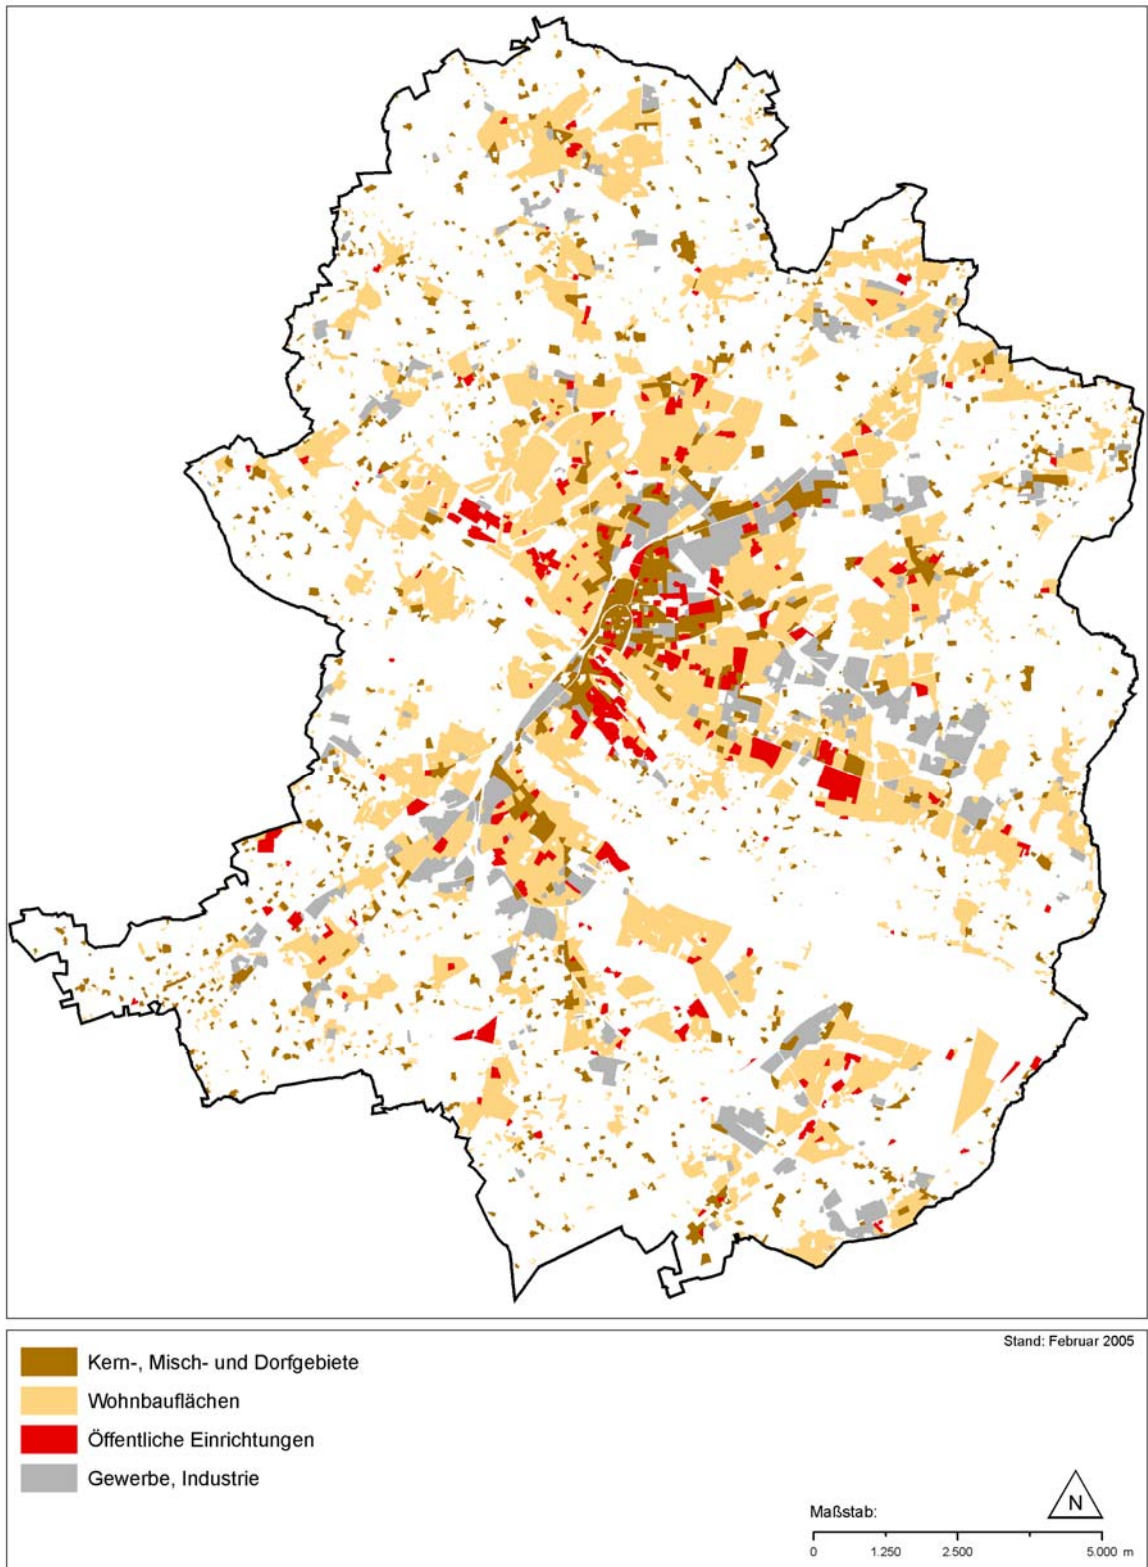 Stand: Februar 2005
Kern-, Misch- und Dorfgebiete
Wohnbauflächen
Öffentliche Einrichtungen
Gewerbe, Industrie
N
Maßstab:
0 1.250 2.500 5.000 m